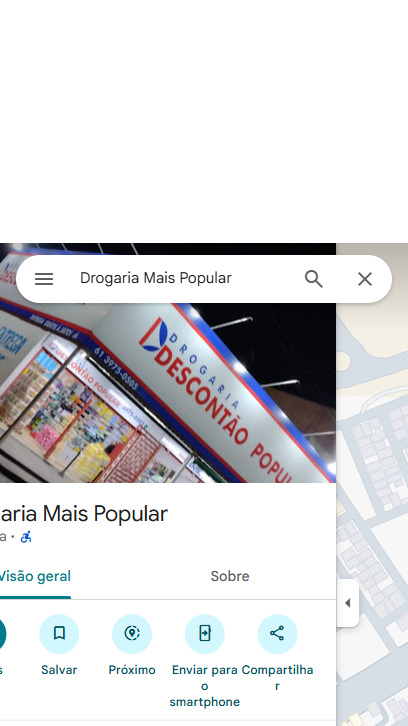 Drogaria Mais Popular
61 3975-0505
DROGARIA
DESCONTÃO POPUL
DESCONTÃO POPULAR
aria Mais Popular
a ·
Visão geral
Sobre
s
Salvar
Próximo
Enviar para o smartphone
Compartilhar